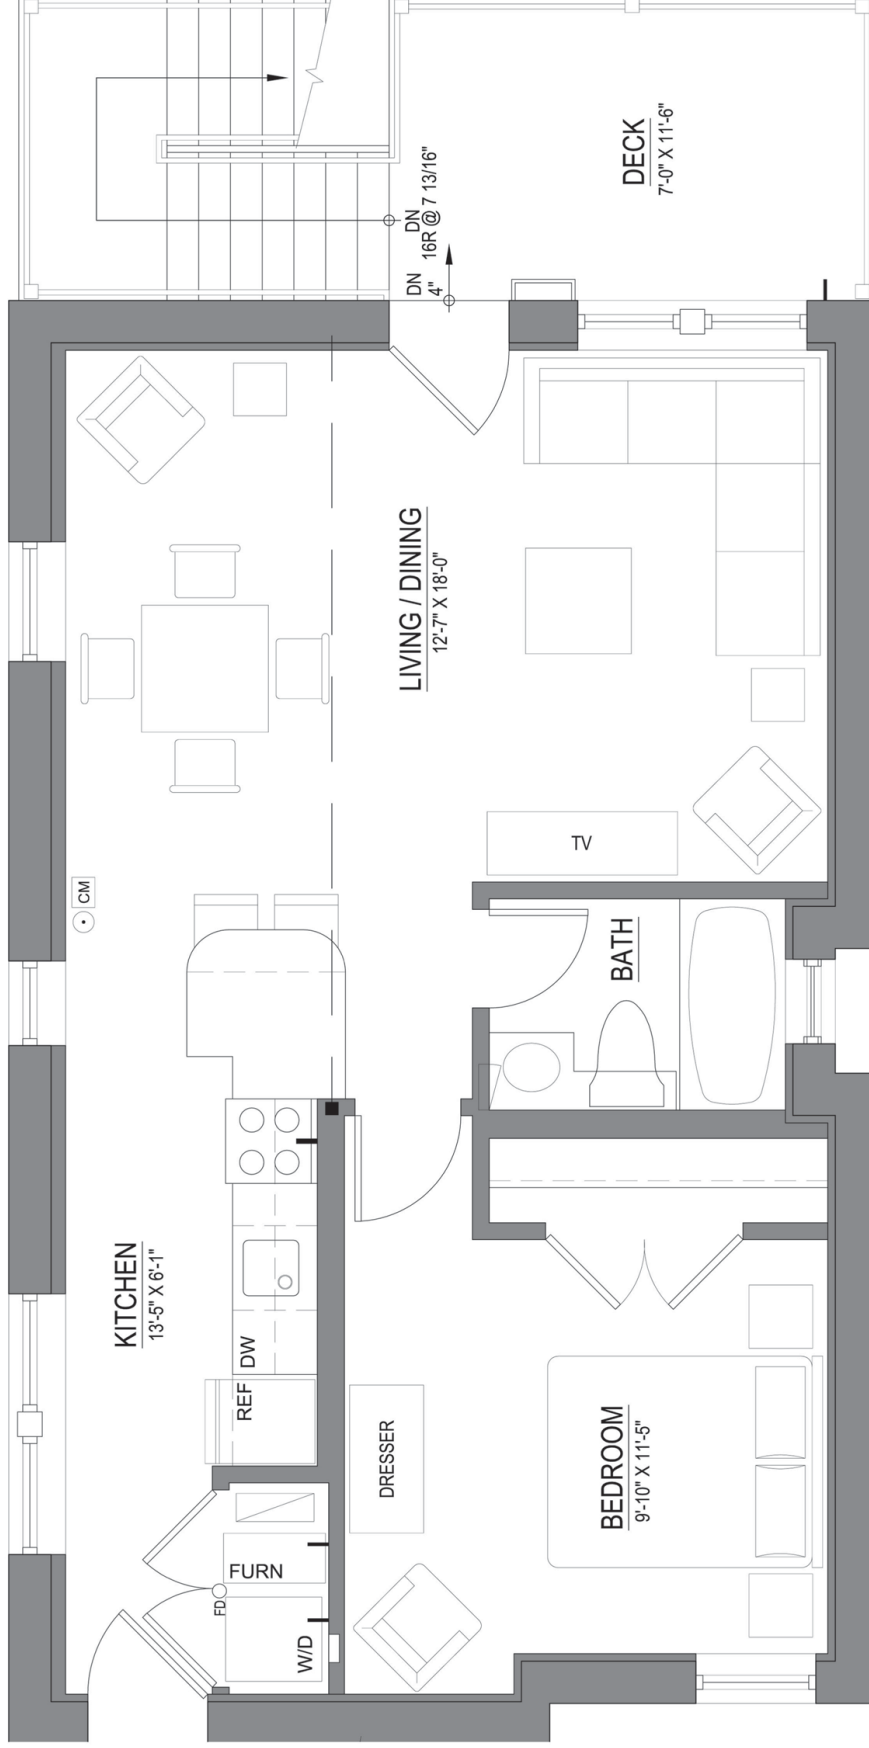 DECK
7'-0" X 11'-6"
DN
16R @ 7 13/16"
DN
4"
LIVING / DINING
12'-7" X 18'-0"
TV
CM
BATH
KITCHEN
13'-5" X 6'-1"
DW
REF
DRESSER
BEDROOM
9'-10" X 11'-5"
FURN
FD
W/D